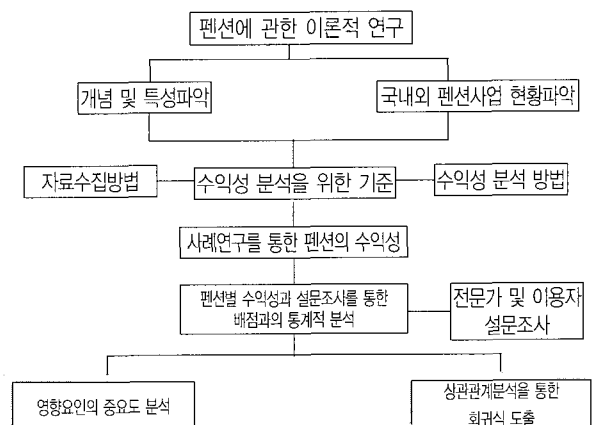 펜션에 관한 이론적 연구
개념 및 특성파악
국내외 펜션사업 현황파악
자료수집방법
수익성 분석을 위한 기준
수익성 분석 방법
사례연구를 통한 펜션의 수익성
펜션별 수익성과 설문조사를 통한
배점과의 통계적 분석
전문가 및 이용자
설문조사
영향요인의 중요도 분석
상관관계분석을 통한
회귀식 도출